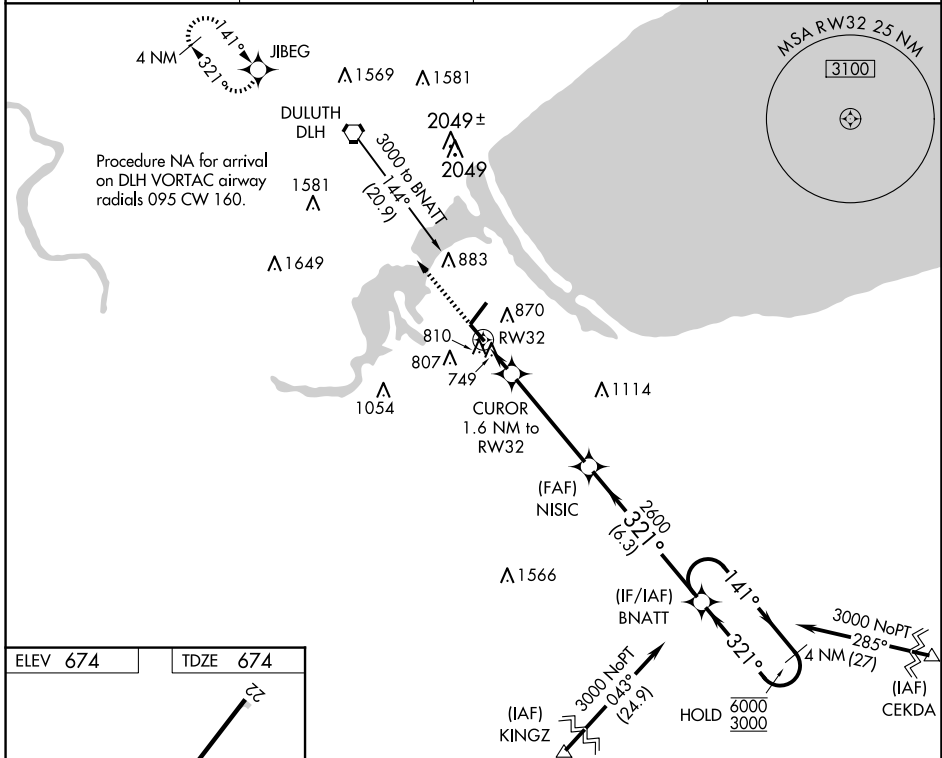 MSA RW32 25 NM
3100
141°
321°
4 NM
JIBEG
1569
1581
DULUTH
DLH
2049±
2049
3000 to BNATT
144°
(20.9)
Procedure NA for arrival
on DLH VORTAC airway
radials 095 CW 160.
1581
1649
883
870
810
RW32
807
749
1054
CUROR
1.6 NM to
RW32
1114
(FAF)
NISIC
2600
321°
(6.3)
1566
(IF/IAF)
BNATT
141°
321°
4 NM
3000 NoPT
285°
(27)
(IAF)
CEKDA
3000 NoPT
043°
(24.9)
(IAF)
KINGZ
HOLD
6000
3000
ELEV 674
TDZE 674
22